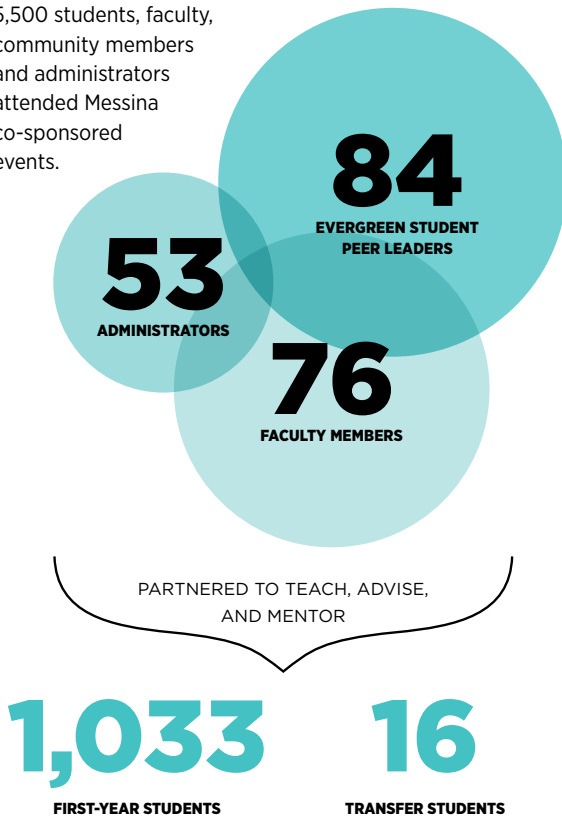 5,500 students, faculty,
community members
and administrators
attended Messina
co-sponsored
events.
84
EVERGREEN STUDENT
PEER LEADERS
53
ADMINISTRATORS
76
FACULTY MEMBERS
PARTNERED TO TEACH, ADVISE,
AND MENTOR
1,033
FIRST-YEAR STUDENTS
16
TRANSFER STUDENTS